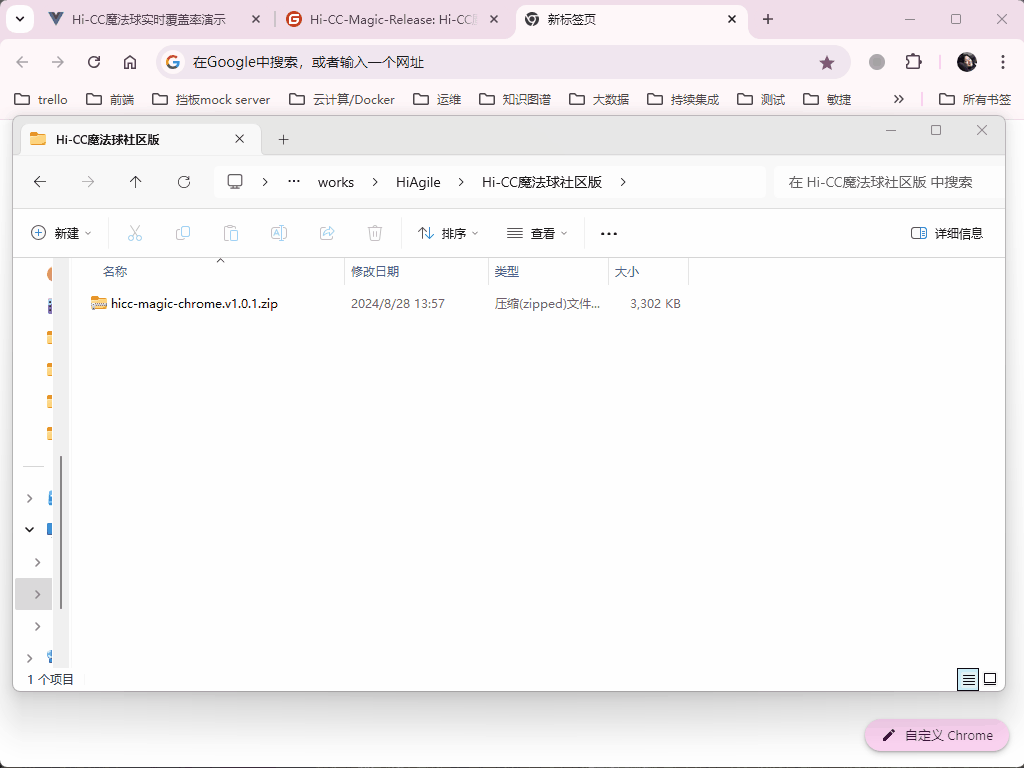 Hi-CC魔法球实时覆盖率演示
Hi-CC-Magic-Release: Hi-CC魔
新标签页
在Google中搜索，或者输入一个网址
trello 前端 挡板mock server 云计算/Docker 运维 知识图谱 大数据 持续集成 测试 敏捷 所有书签
Hi-CC魔法球社区版
works HiAgile Hi-CC魔法球社区版 在 Hi-CC魔法球社区版 中搜索
新建 排序 查看 详细信息
名称 修改日期 类型 大小
hicc-magic-chrome.v1.0.1.zip 2024/8/28 13:57 压缩(zipped)文件... 3,302 KB
1 个项目
自定义 Chrome